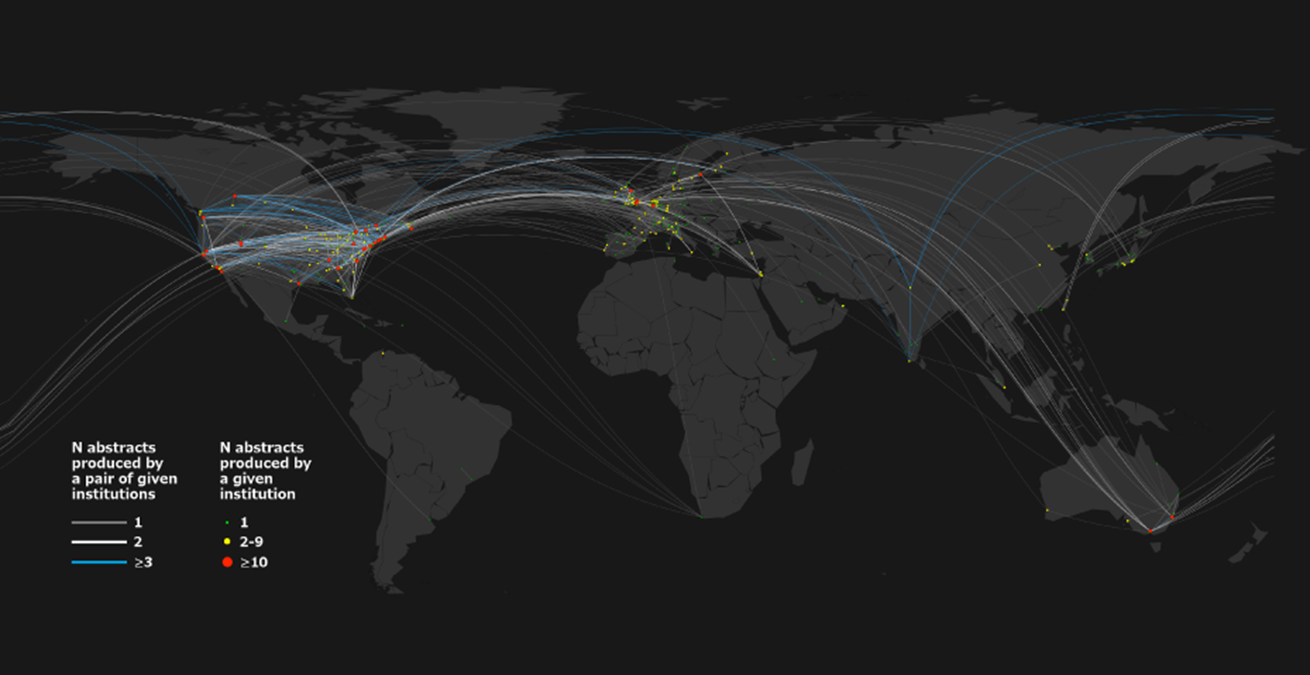 N abstracts
produced by
a pair of given
institutions
1
2
≥3
N abstracts
produced by
a given
institution
1
2-9
≥10